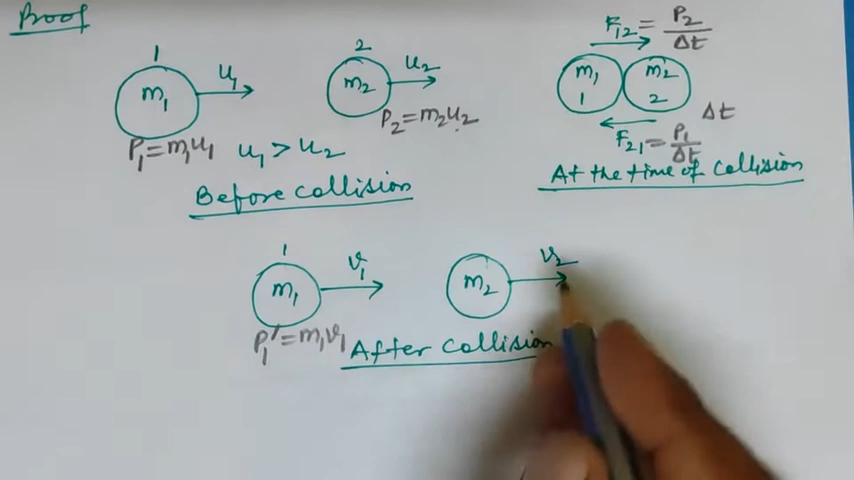 Proof
1
m₁
u₁
P₁=m₁u₁
2
m₂
u₂
P₂=m₂u₂
u₁ > u₂
Before collision
F₁₂ = P₂/Δt
m₁
1
m₂
2
Δt
F₂₁ = P₁/Δt
At the time of collision
1
m₁
v₁
P₁′=m₁v₁
m₂
v₂
After collision